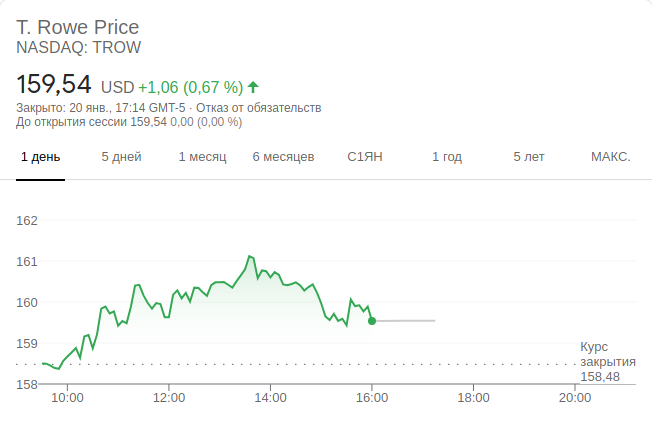 T. Rowe Price
NASDAQ: TROW
159,54 USD +1,06 (0,67 %)
Закрыто: 20 янв., 17:14 GMT-5 · Отказ от обязательств
До открытия сессии 159,54 0,00 (0,00 %)
1 день 5 дней 1 месяц 6 месяцев С1ЯН 1 год 5 лет МАКС.
162
161
160
159
158
Курс
закрытия
158,48
10:00 12:00 14:00 16:00 18:00 20:00